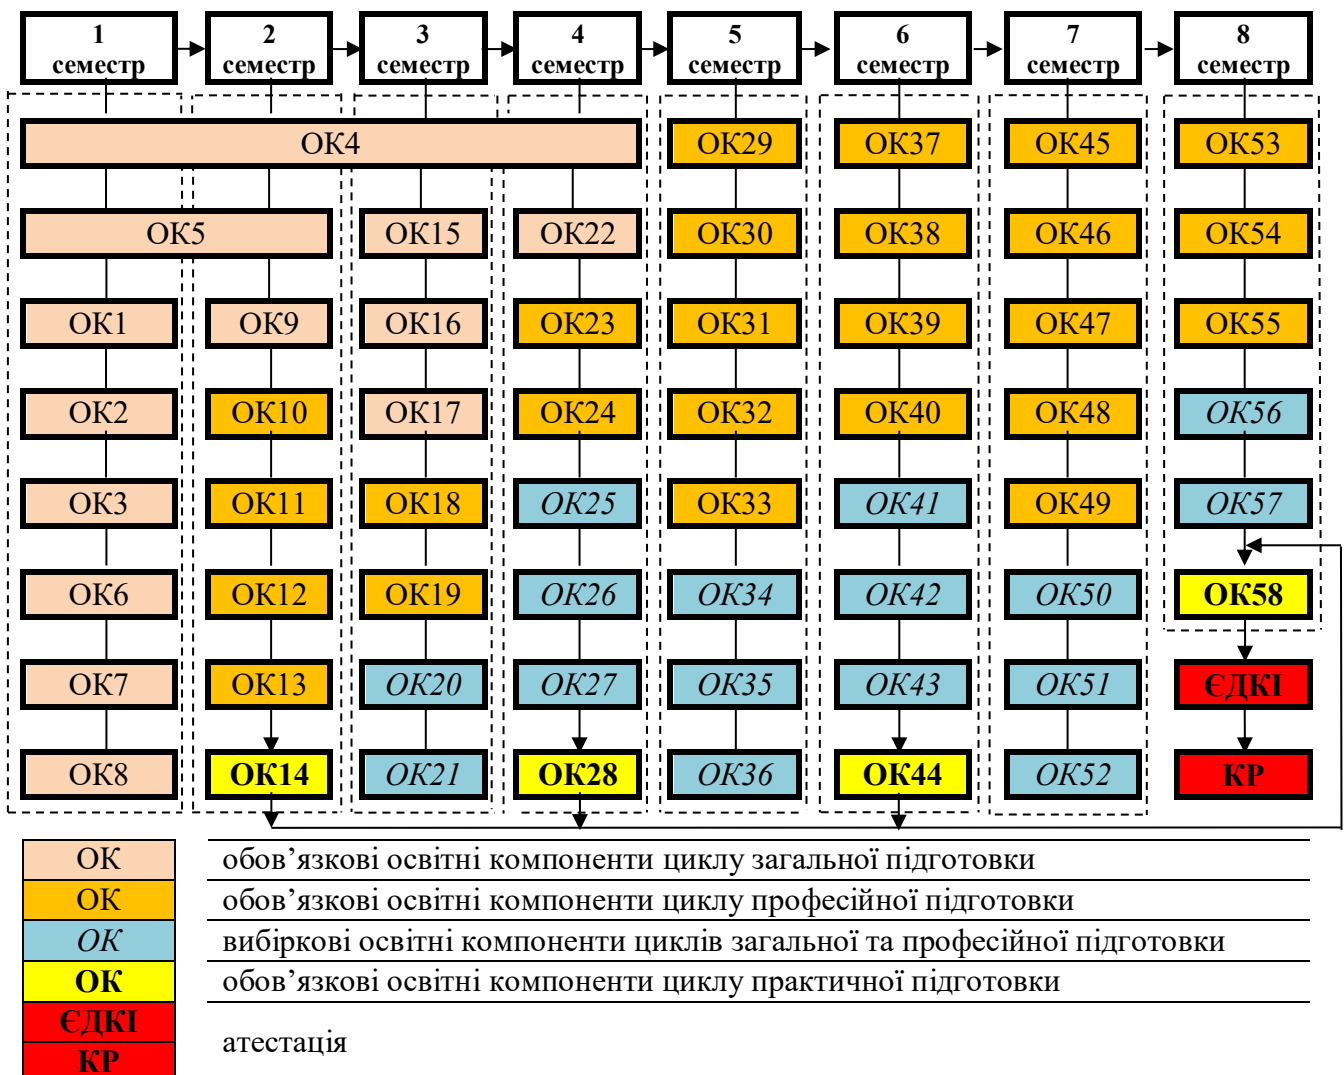 1 семестр
2 семестр
3 семестр
4 семестр
5 семестр
6 семестр
7 семестр
8 семестр
ОК4 ОК29 ОК37 ОК45 ОК53
ОК5 ОК15 ОК22 ОК30 ОК38 ОК46 ОК54
ОК1 ОК9 ОК16 ОК23 ОК31 ОК39 ОК47 ОК55
ОК2 ОК10 ОК17 ОК24 ОК32 ОК40 ОК48 ОК56
ОК3 ОК11 ОК18 ОК25 ОК33 ОК41 ОК49 ОК57
ОК6 ОК12 ОК19 ОК26 ОК34 ОК42 ОК50 ОК58
ОК7 ОК13 ОК20 ОК27 ОК35 ОК43 ОК51 ЄДКІ
ОК8 ОК14 ОК21 ОК28 ОК36 ОК44 ОК52 КР
ОК обов’язкові освітні компоненти циклу загальної підготовки
ОК обов’язкові освітні компоненти циклу професійної підготовки
ОК вибіркові освітні компоненти циклів загальної та професійної підготовки
ОК обов’язкові освітні компоненти циклу практичної підготовки
ЄДКІ
атестація
КР